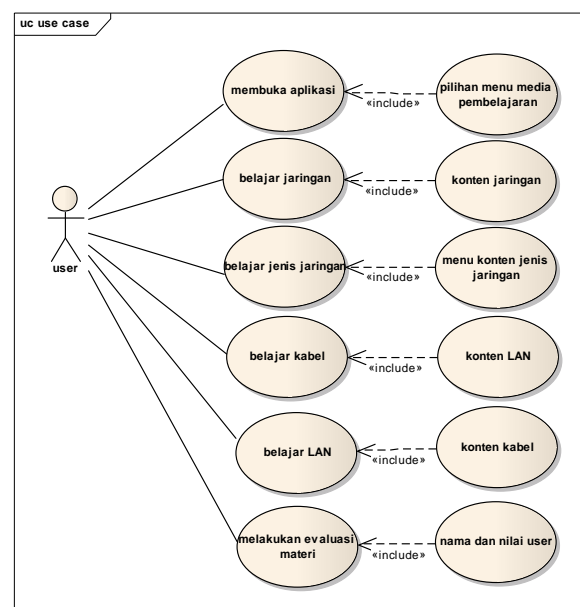 uc use case
membuka aplikasi
«include»
pilihan menu media
pembelajaran
belajar jaringan
«include»
konten jaringan
user
belajar jenis jaringan
«include»
menu konten jenis
jaringan
belajar kabel
«include»
konten LAN
belajar LAN
«include»
konten kabel
melakukan evaluasi
materi
«include»
nama dan nilai user